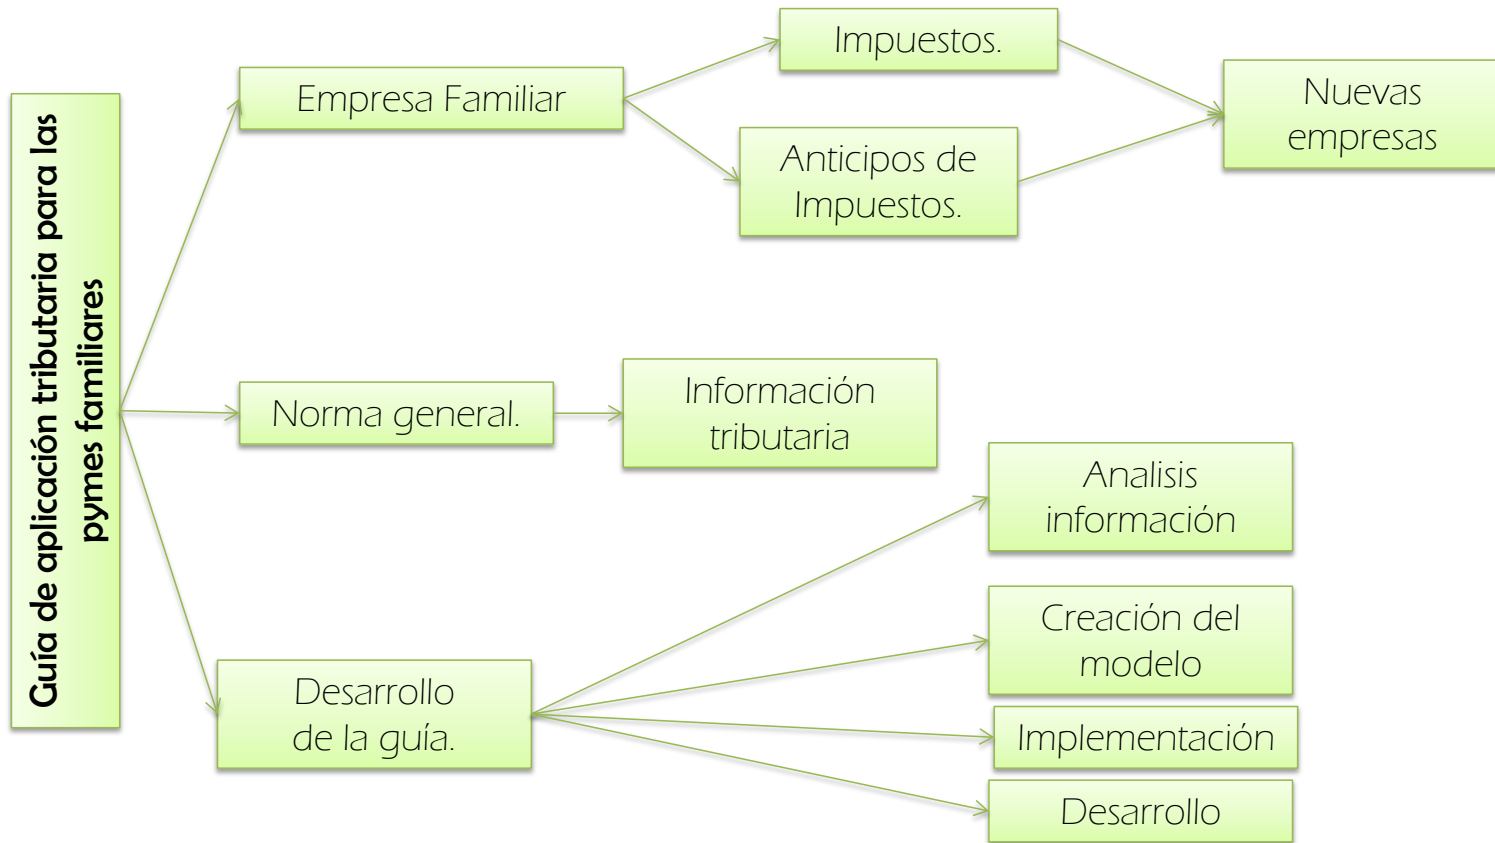 Guía de aplicación tributaria para las
pymes familiares
Empresa Familiar
Impuestos.
Anticipos de
Impuestos.
Nuevas
empresas
Norma general.
Información
tributaria
Desarrollo
de la guía.
Analisis
información
Creación del
modelo
Implementación
Desarrollo